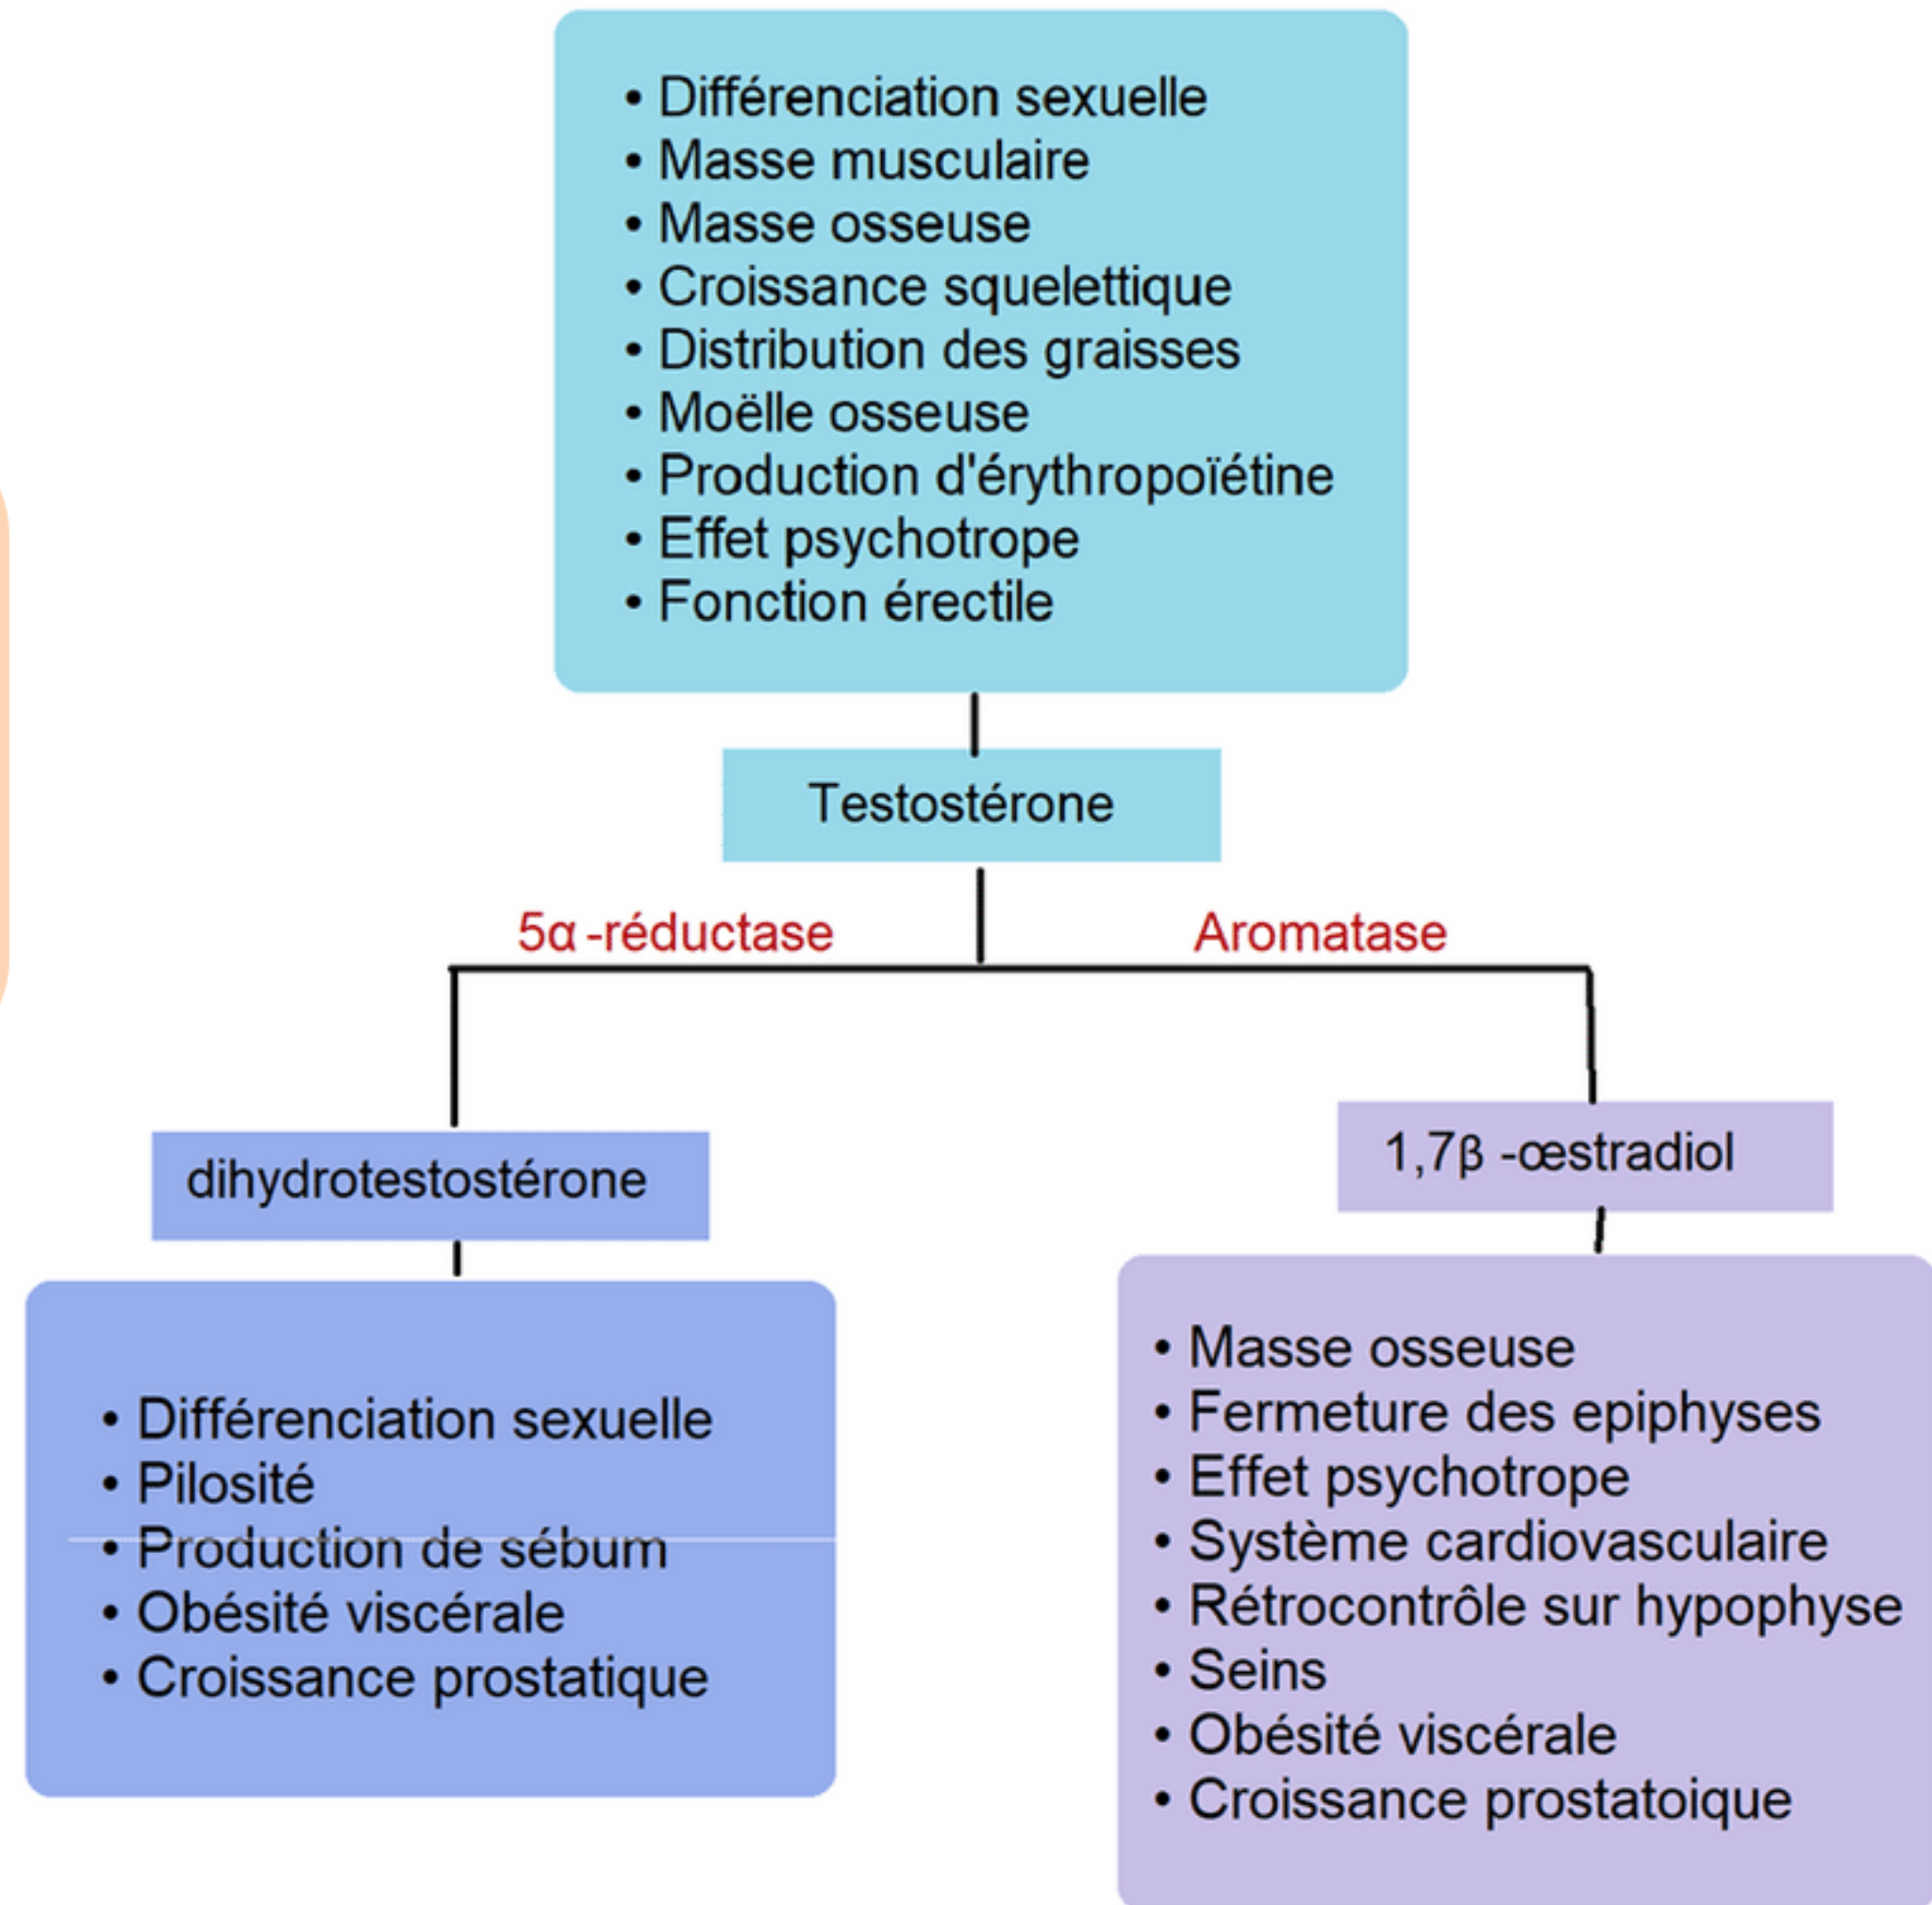 • Différenciation sexuelle
• Masse musculaire
• Masse osseuse
• Croissance squelettique
• Distribution des graisses
• Moëlle osseuse
• Production d'érythropoïétine
• Effet psychotrope
• Fonction érectile
Testostérone
5α -réductase
Aromatase
dihydrotestostérone
1,7β -œstradiol
• Différenciation sexuelle
• Pilosité
• Production de sébum
• Obésité viscérale
• Croissance prostatique
• Masse osseuse
• Fermeture des epiphyses
• Effet psychotrope
• Système cardiovasculaire
• Rétrocontrôle sur hypophyse
• Seins
• Obésité viscérale
• Croissance prostatoique